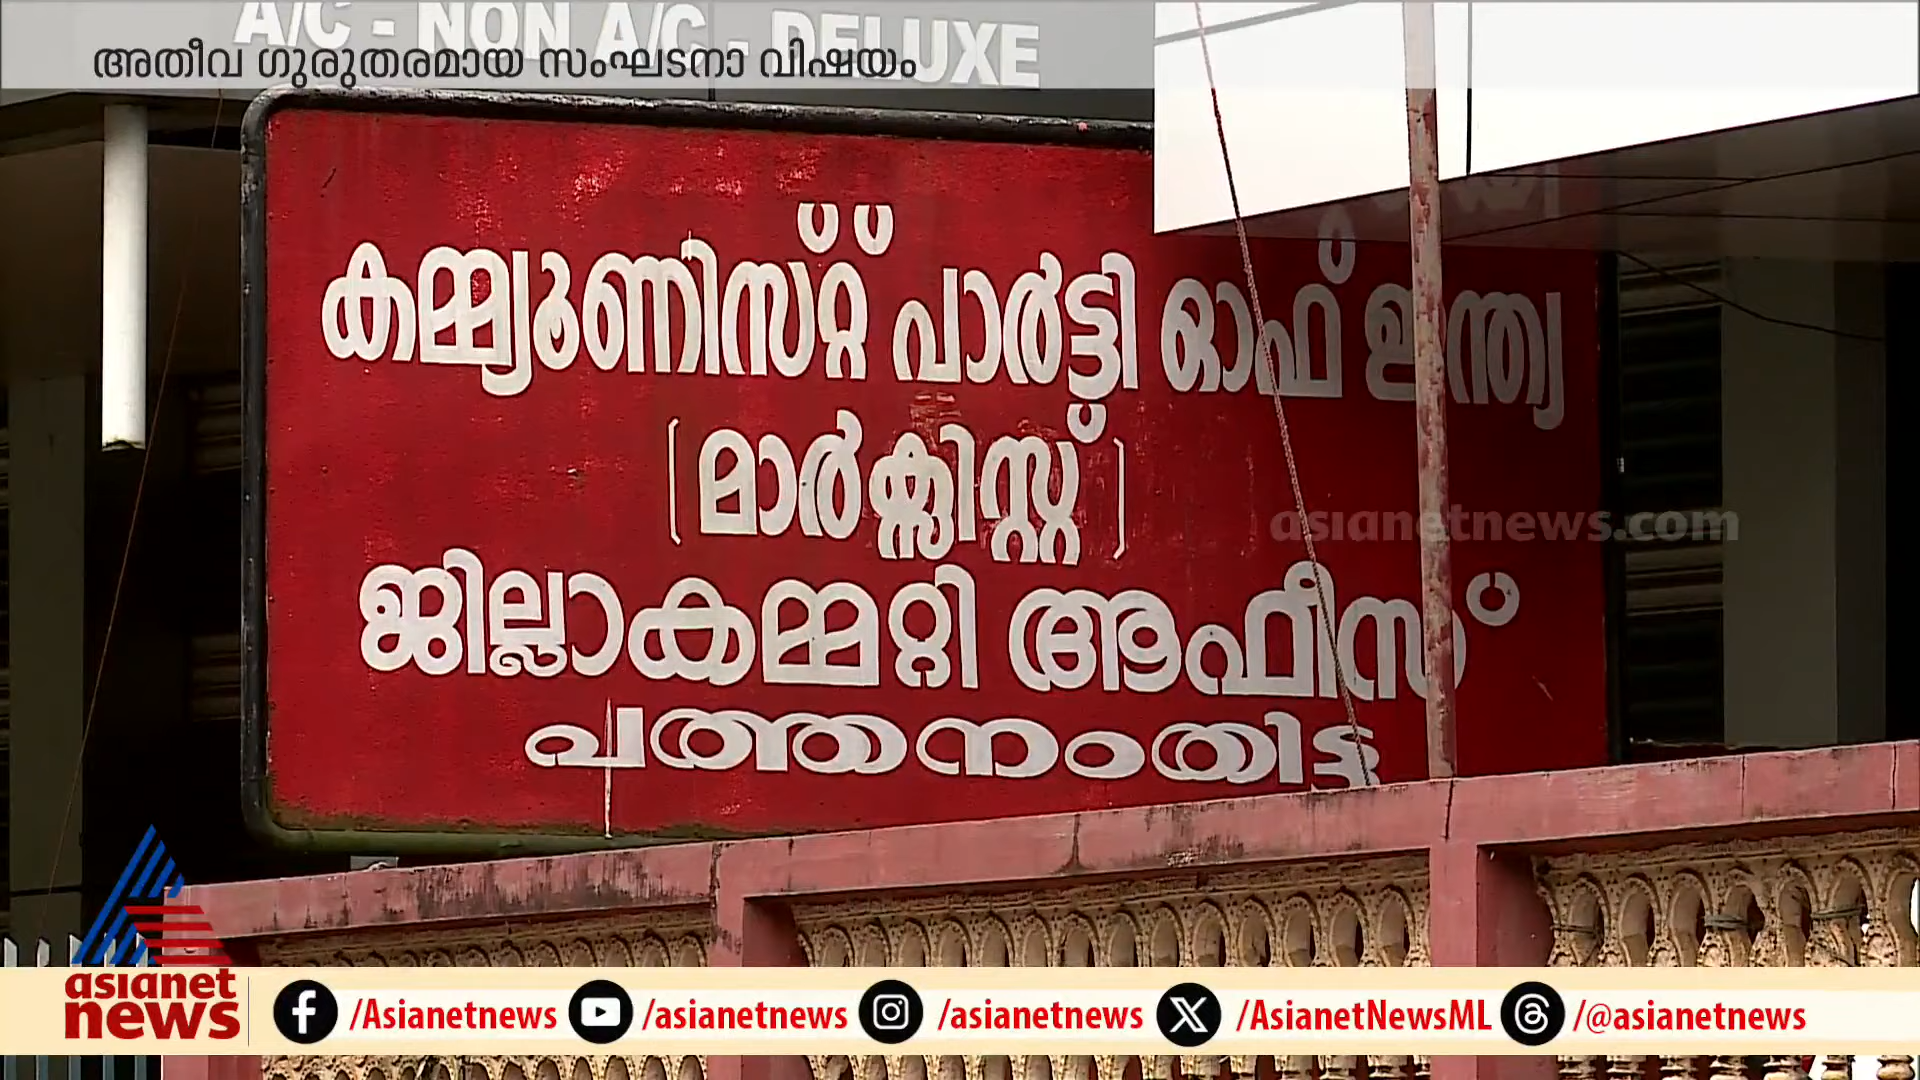 A/C - NON A/C - DELUXE
അതീവ ഗുരുതരമായ സംഘടനാ വിഷയം
കമ്മ്യൂണിസ്റ്റ് പാർട്ടി ഓഫ് ഇന്ത്യ
(മാർക്സിസ്റ്റ്)
ജില്ലാകമ്മറ്റി ആഫീസ്
പത്തനംതിട്ട
asianetnews.com
asianet
news
/Asianetnews /asianetnews /asianetnews /AsianetNewsML /@asianetnews